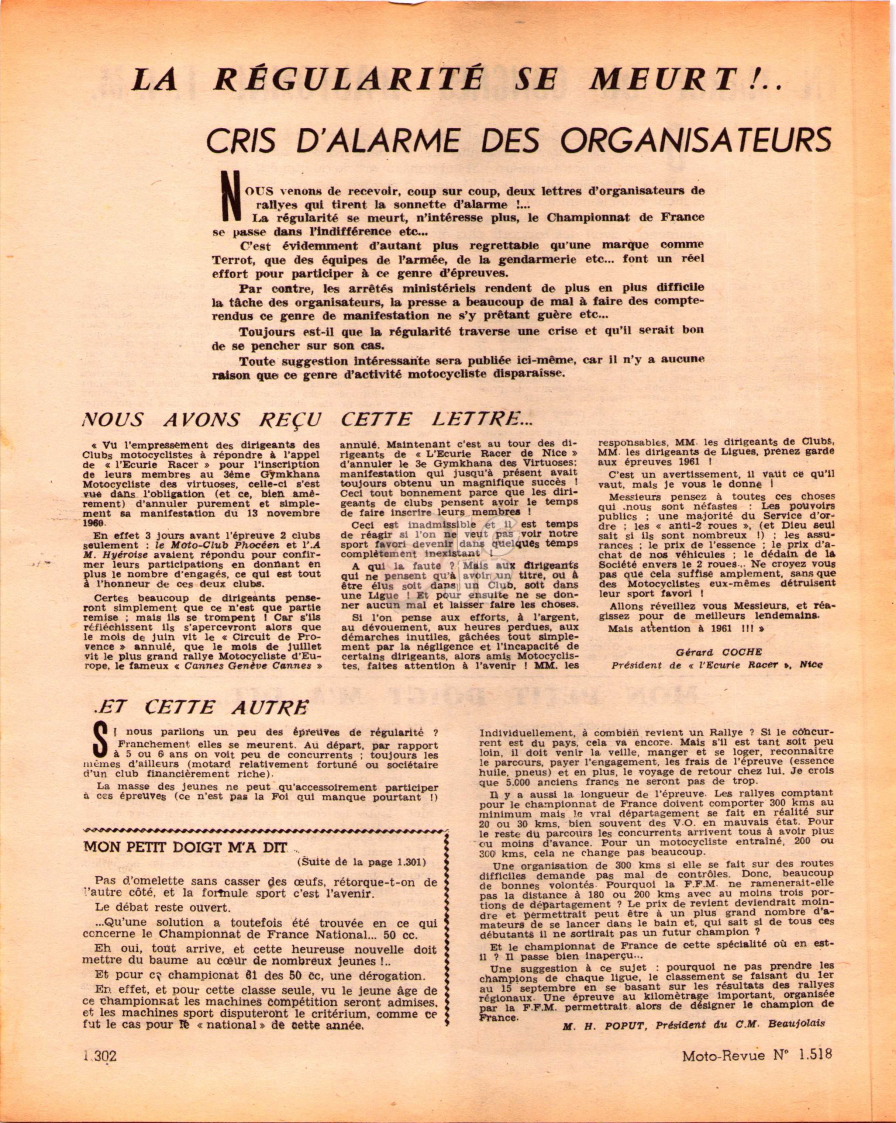 LA RÉGULARITÉ SE MEURT !..
CRIS D'ALARME DES ORGANISATEURS
NOUS venons de recevoir, coup sur coup, deux lettres d'organisateurs de
rallyes qui tirent la sonnette d'alarme !...
La régularité se meurt, n'intéresse plus, le Championnat de France
se passe dans l'indifférence etc...
C'est évidemment d'autant plus regrettable qu'une marque comme
Terrot, que des équipes de l'armée, de la gendarmerie etc... font un réel
effort pour participer à ce genre d'épreuves.
Par contre, les arrêtés ministériels rendent de plus en plus difficile
la tâche des organisateurs, la presse a beaucoup de mal à faire des compte-
rendus ce genre de manifestation ne s'y prêtant guère etc...
Toujours est-il que la régularité traverse une crise et qu'il serait bon
de se pencher sur son cas.
Toute suggestion intéressante sera publiée ici-même, car il n'y a aucune
raison que ce genre d'activité motocycliste disparaisse.
NOUS AVONS REÇU CETTE LETTRE...
« Vu l'empressement des dirigeants des
Clubs motocyclistes à répondre à l'appel
de « l'Ecurie Racer » pour l'inscription
de leurs membres au 3ème Gymkhana
Motocycliste des virtuoses, celle-ci s'est
vue dans l'obligation (et ce, bien amè-
rement) d'annuler purement et simple-
ment sa manifestation du 13 novembre
1960.
En effet 3 jours avant l'épreuve 2 clubs
seulement : le Moto-Club Phocéen et l'A
M. Hyéroise avaient répondu pour confir-
mer leurs participations en donnant en
plus le nombre d'engagés, ce qui est tout
à l'honneur de ces deux clubs.
Certes beaucoup de dirigeants pense-
ront simplement que ce n'est que partie
remise ; mais ils se trompent ! Car s'ils
réfléchissent ils s'apercevront alors que
le mois de juin vit le « Circuit de Pro-
vence » annulé, que le mois de juillet
vit le plus grand rallye Motocycliste d'Eu-
rope, le fameux « Cannes Genève Cannes »
annulé. Maintenant c'est au tour des di-
rigeants de « L'Ecurie Racer de Nice »
d'annuler le 3e Gymkhana des Virtuoses;
manifestation qui jusqu'à présent avait
toujours obtenu un magnifique succès !
Ceci tout bonnement parce que les diri-
geants de clubs pensent avoir le temps
de faire inscrire leurs membres !
Ceci est inadmissible et il est temps
de réagir si l'on ne veut pas voir notre
sport favori devenir dans quelques temps
complètement inexistant
A qui la faute ? Mais aux dirigeants
qui ne pensent qu'à avoir un titre, ou à
être élus soit dans un Club, soit dans
une Ligue ! Et pour ensuite ne se don-
ner aucun mal et laisser faire les choses.
Si l'on pense aux efforts, à l'argent,
au dévouement, aux heures perdues, aux
démarches inutiles, gâchées tout simple-
ment par la négligence et l'incapacité de
certains dirigeants, alors amis Motocyclis-
tes, faites attention à l'avenir ! MM. les
responsables, MM. les dirigeants de Clubs,
MM. les dirigeants de Ligues, prenez garde
aux épreuves 1961 !
C'est un avertissement, il vaut ce qu'il
vaut, mais je vous le donne !
Messieurs pensez à toutes ces choses
qui nous sont néfastes : Les pouvoirs
publics ; une majorité du Service d'or-
dre ; les « anti-2 roues », (et Dieu seul
sait si ils sont nombreux !) ; les assu-
rances ; le prix de l'essence ; le prix d'a-
chat de nos véhicules ; le dédain de la
Société envers le 2 roues... Ne croyez vous
pas que cela suffise amplement, sans que
des Motocyclistes eux-mêmes détruisent
leur sport favori !
Allons réveillez vous Messieurs, et réa-
gissez pour de meilleurs lendemains.
Mais attention à 1961 !!! »
Gérard COCHE
Président de « l'Ecurie Racer », Nice
.ET CETTE AUTRE
SI nous parlions un peu des épreuves de régularité ?
Franchement elles se meurent. Au départ, par rapport
à 5 ou 6 ans on voit peu de concurrents ; toujours les
mêmes d'ailleurs (motard relativement fortuné ou sociétaire
d'un club financièrement riche).
La masse des jeunes ne peut qu'accessoirement participer
à ces épreuves (ce n'est pas la Foi qui manque pourtant !)
MON PETIT DOIGT M'A DIT
(Suite de la page 1.301)
Pas d'omelette sans casser des œufs, rétorque-t-on de
l'autre côté, et la formule sport c'est l'avenir.
Le débat reste ouvert.
...Qu'une solution a toutefois été trouvée en ce qui
concerne le Championnat de France National... 50 cc.
Eh oui, tout arrive, et cette heureuse nouvelle doit
mettre du baume au cœur de nombreux jeunes !..
Et pour ce championat 61 des 50 cc, une dérogation.
En effet, et pour cette classe seule, vu le jeune âge de
ce championnat les machines compétition seront admises,
et les machines sport disputeront le critérium, comme ce
fut le cas pour le « national » de cette année.
Individuellement, à combien revient un Rallye ? Si le concur-
rent est du pays, cela va encore. Mais s'il est tant soit peu
loin, il doit venir la veille, manger et se loger, reconnaître
le parcours, payer l'engagement, les frais de l'épreuve (essence
huile, pneus) et en plus, le voyage de retour chez lui. Je crois
que 5.000 anciens francs ne seront pas de trop.
Il y a aussi la longueur de l'épreuve. Les rallyes comptant
pour le championnat de France doivent comporter 300 kms au
minimum mais le vrai départagement se fait en réalité sur
20 ou 30 kms, bien souvent des V.O. en mauvais état. Pour
le reste du parcours les concurrents arrivent tous à avoir plus
ou moins d'avance. Pour un motocycliste entraîné, 200 ou
300 kms, cela ne change pas beaucoup.
Une organisation de 300 kms si elle se fait sur des routes
difficiles demande pas mal de contrôles. Donc, beaucoup
de bonnes volontés. Pourquoi la F.F.M. ne ramenerait-elle
pas la distance à 180 ou 200 kms avec au moins trois por-
tions de départagement ? Le prix de revient deviendrait moin-
dre et permettrait peut être à un plus grand nombre d'a-
mateurs de se lancer dans le bain et, qui sait si de tous ces
débutants il ne sortirait pas un futur champion ?
Et le championnat de France de cette spécialité où en est-
il ? Il passe bien inaperçu...
Une suggestion à ce sujet : pourquoi ne pas prendre les
champions de chaque ligue, le classement se faisant du 1er
au 15 septembre en se basant sur les résultats des rallyes
régionaux. Une épreuve au kilométrage important, organisée
par la F.F.M. permettrait alors de désigner le champion de
France.
M. H. POPUT, Président du C.M. Beaujolais
1.302
Moto-Revue N° 1.518